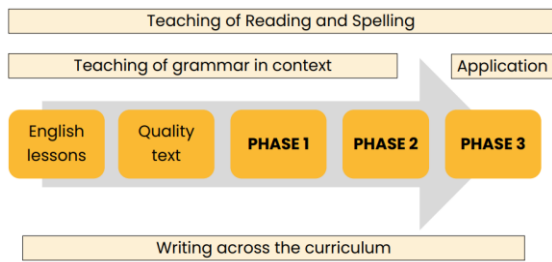 Teaching of Reading and Spelling
Teaching of grammar in context
Application
English
lessons
Quality
text
PHASE 1
PHASE 2
PHASE 3
Writing across the curriculum